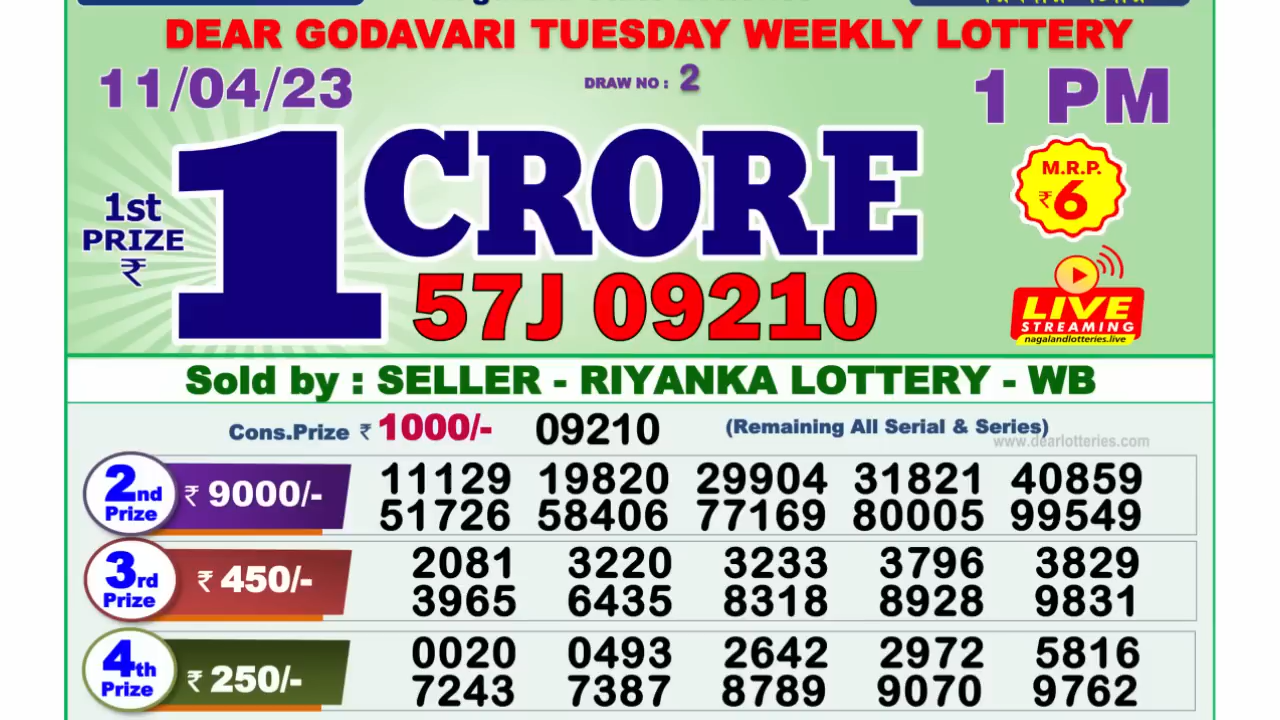 DEAR GODAVARI TUESDAY WEEKLY LOTTERY
11/04/23
DRAW NO : 2
1 PM
1st
PRIZE
₹
1 CRORE
57J 09210
M.R.P.
₹6
LIVE
STREAMING
nagalandlotteries.live
Sold by : SELLER - RIYANKA LOTTERY - WB
Cons.Prize ₹ 1000/- 09210 (Remaining All Serial & Series)
www.dearlotteries.com
2nd Prize ₹ 9000/-
11129 19820 29904 31821 40859
51726 58406 77169 80005 99549
3rd Prize ₹ 450/-
2081 3220 3233 3796 3829
3965 6435 8318 8928 9831
4th Prize ₹ 250/-
0020 0493 2642 2972 5816
7243 7387 8789 9070 9762